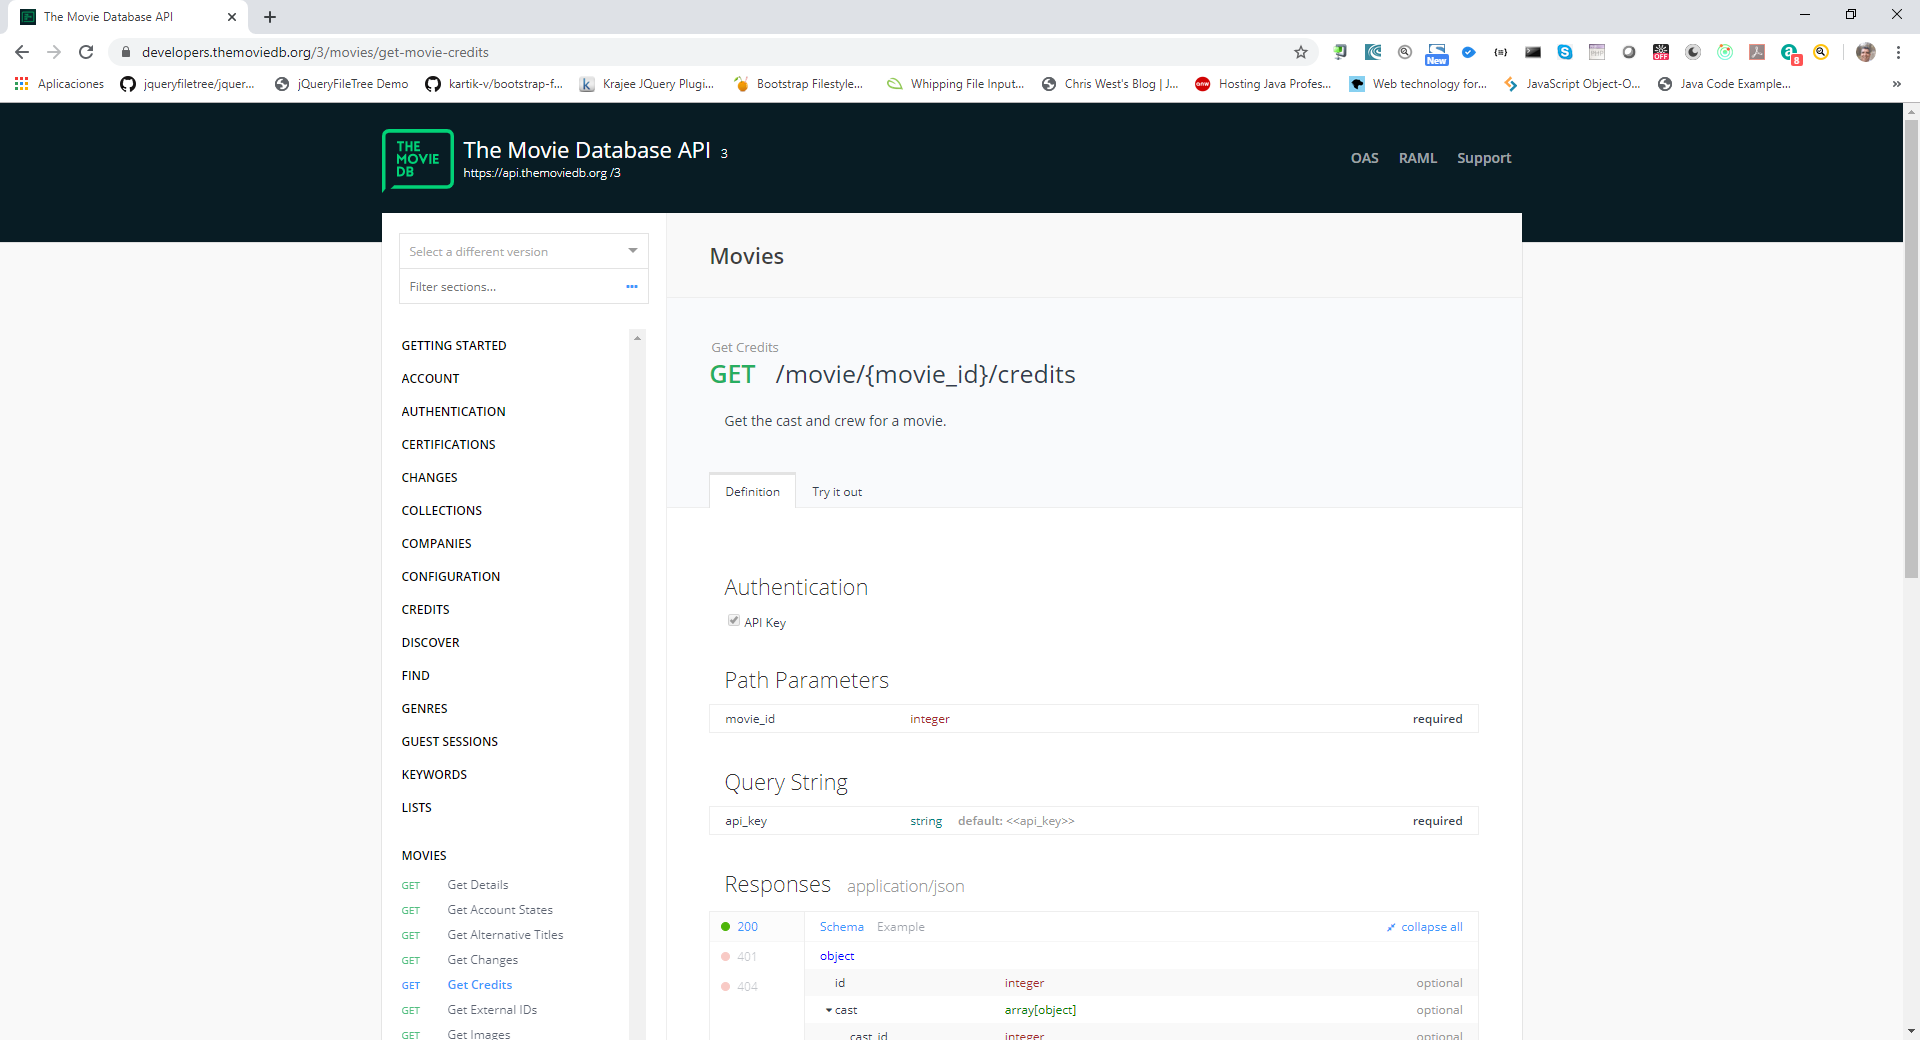 The Movie Database API
developers.themoviedb.org/3/movies/get-movie-credits
New
OFF
8
Aplicaciones
jqueryfiletree/jquer...
jQueryFileTree Demo
kartik-v/bootstrap-f...
Krajee JQuery Plugi...
Bootstrap Filestyle...
Whipping File Input...
Chris West's Blog | J...
Hosting Java Profes...
Web technology for...
JavaScript Object-O...
Java Code Example...
»
THE
MOVIE
DB
The Movie Database API 3
https://api.themoviedb.org /3
OAS
RAML
Support
Select a different version
Filter sections...
GETTING STARTED
ACCOUNT
AUTHENTICATION
CERTIFICATIONS
CHANGES
COLLECTIONS
COMPANIES
CONFIGURATION
CREDITS
DISCOVER
FIND
GENRES
GUEST SESSIONS
KEYWORDS
LISTS
MOVIES
GET Get Details
GET Get Account States
GET Get Alternative Titles
GET Get Changes
GET Get Credits
GET Get External IDs
GET Get Images
Movies
Get Credits
GET /movie/{movie_id}/credits
Get the cast and crew for a movie.
Definition
Try it out
Authentication
API Key
Path Parameters
movie_id integer required
Query String
api_key string default: <<api_key>> required
Responses application/json
200
401
404
Schema Example collapse all
object
id integer optional
cast array[object] optional
cast_id integer optional